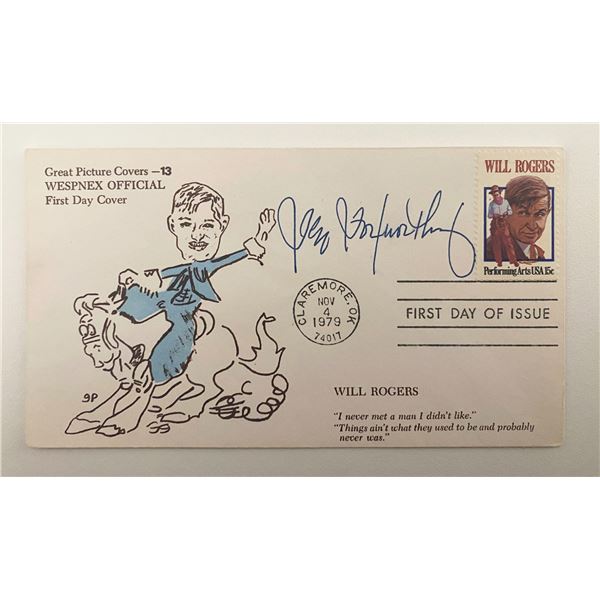 Great Picture Covers —13
WESPNEX OFFICIAL
First Day Cover
Jeff Foxworthy
WILL ROGERS
Performing Arts USA 15c
CLAREMORE, OK
NOV
4
1979
74017
FIRST DAY OF ISSUE
GP
WILL ROGERS
"I never met a man I didn't like."
"Things ain't what they used to be and probably
never was."